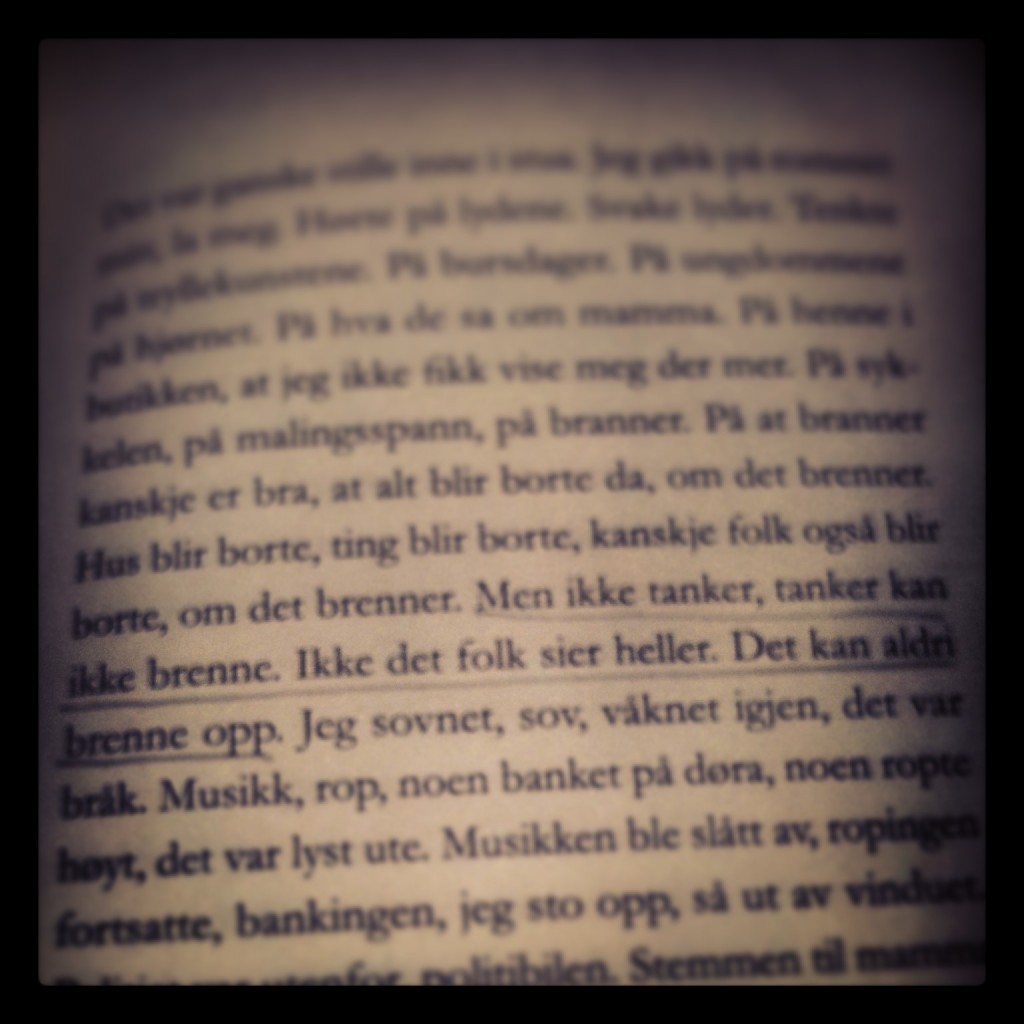 Det var ganske stille inne i stua. Jeg gikk på rommet
mitt, la meg. Hørte på lydene. Svake lyder. Tenkte
på tryllekunstene. På bursdager. På ungdommene
på hjørnet. På hva de sa om mamma. På henne i
butikken, at jeg ikke fikk vise meg der mer. På syk-
kelen, på malingsspann, på branner. På at branner
kanskje er bra, at alt blir borte da, om det brenner.
Hus blir borte, ting blir borte, kanskje folk også blir
borte, om det brenner. Men ikke tanker, tanker kan
ikke brenne. Ikke det folk sier heller. Det kan aldri
brenne opp. Jeg sovnet, sov, våknet igjen, det var
bråk. Musikk, rop, noen banket på døra, noen ropte
høyt, det var lyst ute. Musikken ble slått av, ropingen
fortsatte, bankingen, jeg sto opp, så ut av vinduet.
utenfor, politibilen. Stemmen til mamma